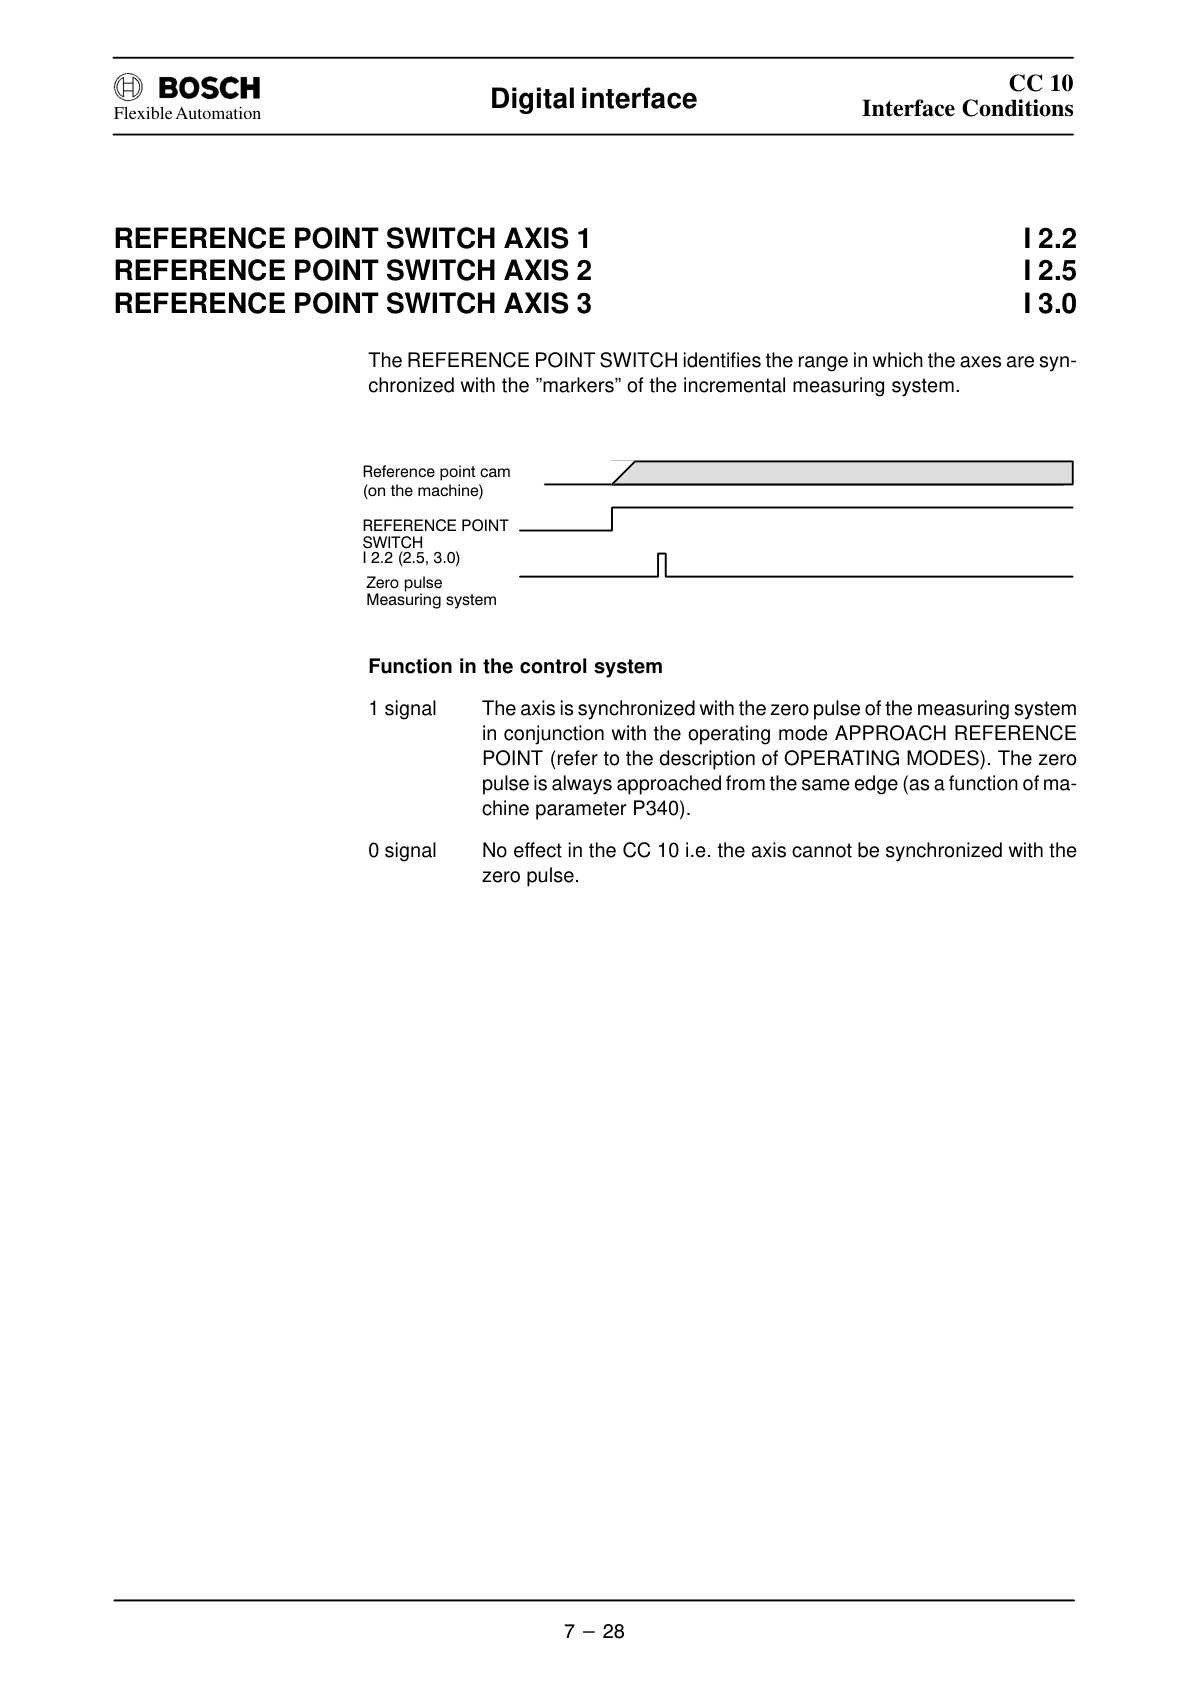 BOSCH
Flexible Automation
Digital interface
CC 10
Interface Conditions
REFERENCE POINT SWITCH AXIS 1 I 2.2
REFERENCE POINT SWITCH AXIS 2 I 2.5
REFERENCE POINT SWITCH AXIS 3 I 3.0
The REFERENCE POINT SWITCH identifies the range in which the axes are syn-
chronized with the ”markers” of the incremental measuring system.
Reference point cam
(on the machine)
REFERENCE POINT
SWITCH
I 2.2 (2.5, 3.0)
Zero pulse
Measuring system
Function in the control system
1 signal The axis is synchronized with the zero pulse of the measuring system
in conjunction with the operating mode APPROACH REFERENCE
POINT (refer to the description of OPERATING MODES). The zero
pulse is always approached from the same edge (as a function of ma-
chine parameter P340).
0 signal No effect in the CC 10 i.e. the axis cannot be synchronized with the
zero pulse.
7 – 28